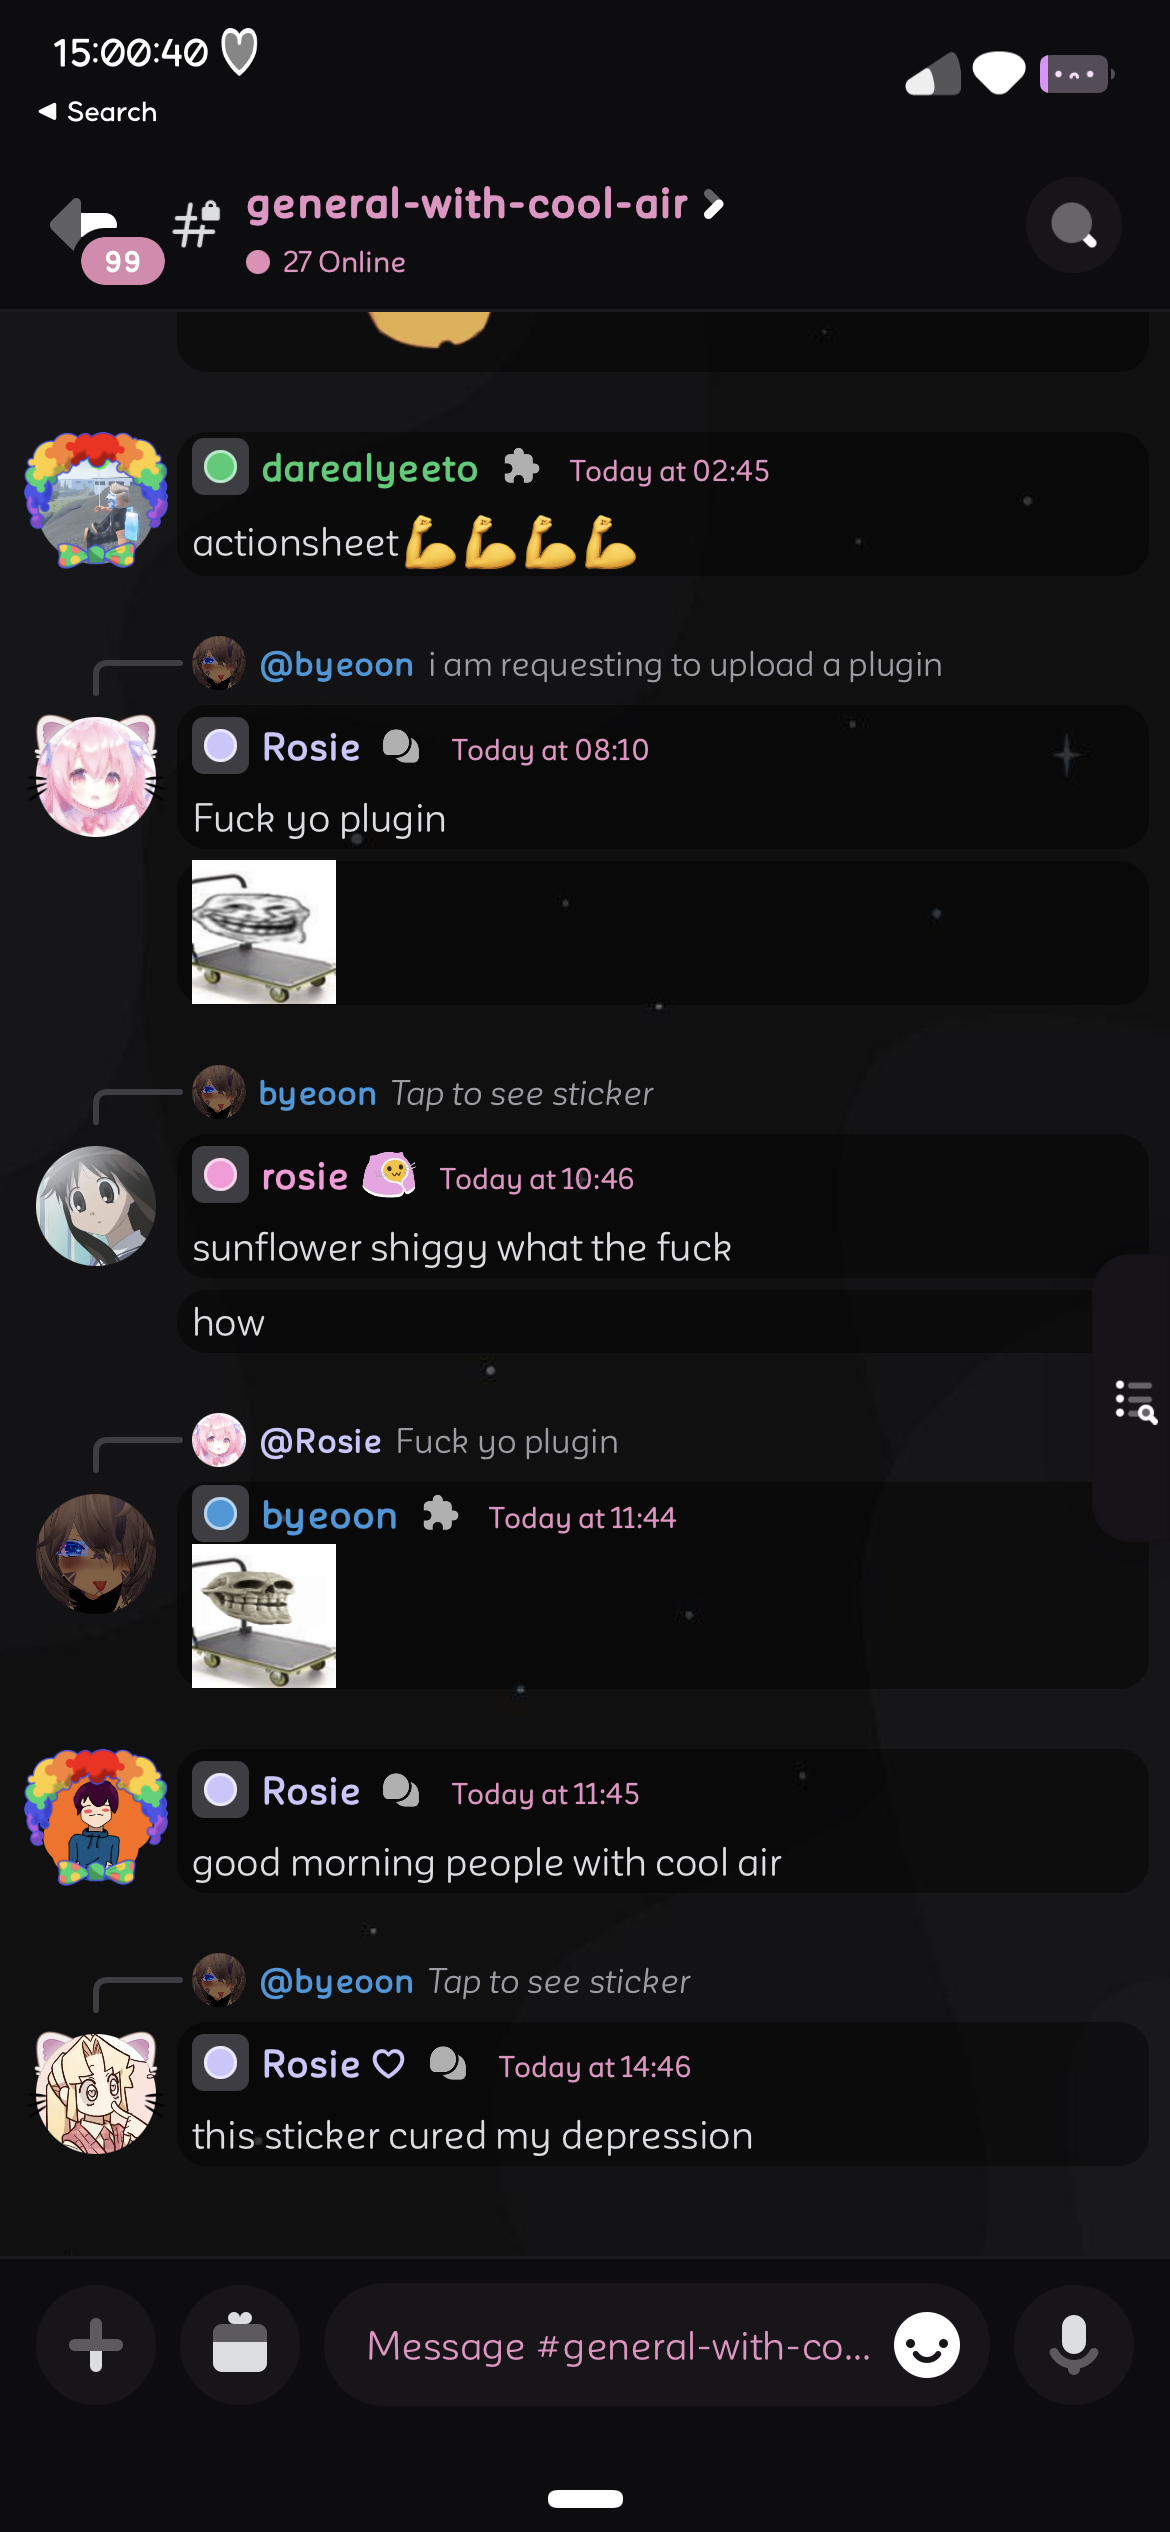 15:00:40
Search
general-with-cool-air
99
27 Online
darealyeeto Today at 02:45
actionsheet💪💪💪💪
@byeoon i am requesting to upload a plugin
Rosie Today at 08:10
Fuck yo plugin
byeoon Tap to see sticker
rosie Today at 10:46
sunflower shiggy what the fuck
how
@Rosie Fuck yo plugin
byeoon Today at 11:44
Rosie Today at 11:45
good morning people with cool air
@byeoon Tap to see sticker
Rosie ♡ Today at 14:46
this sticker cured my depression
Message #general-with-co...